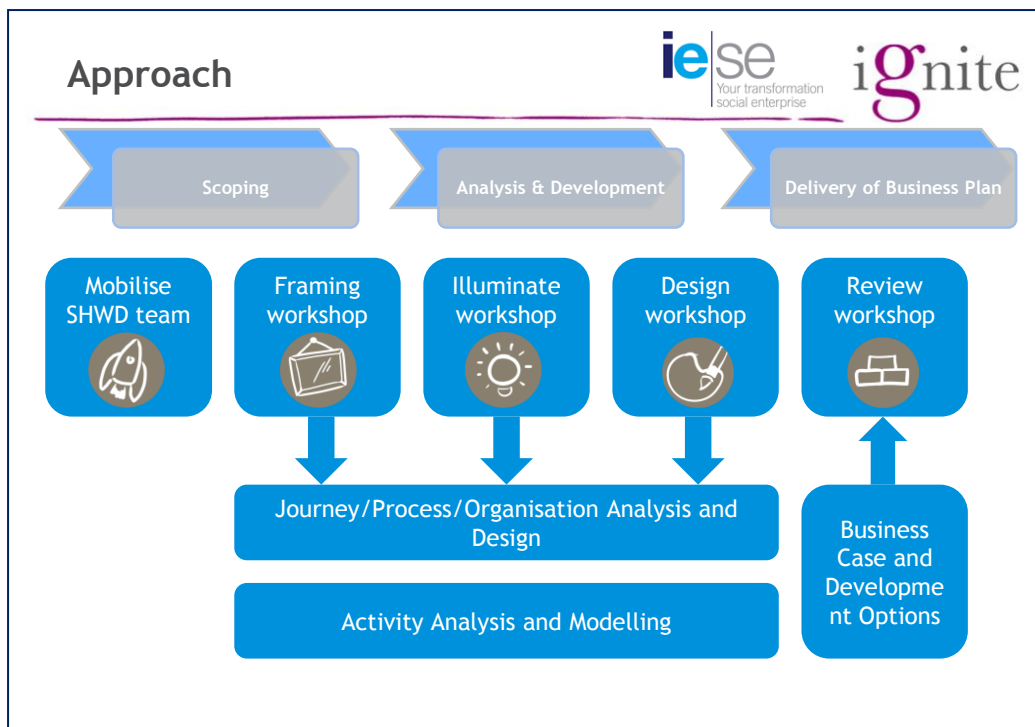 Approach
ie|se
Your transformation
social enterprise
ignite
Scoping
Analysis & Development
Delivery of Business Plan
Mobilise
SHWD team
Framing
workshop
Illuminate
workshop
Design
workshop
Review
workshop
Journey/Process/Organisation Analysis and
Design
Activity Analysis and Modelling
Business
Case and
Developme
nt Options